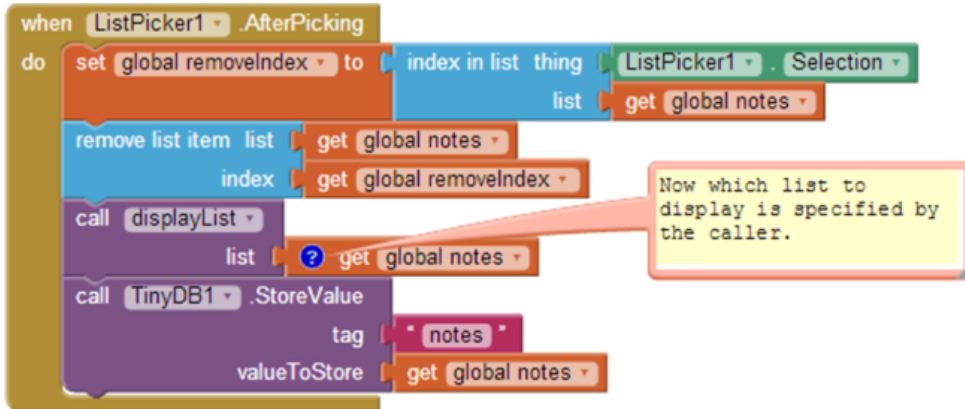 when ListPicker1 .AfterPicking
do set global removeIndex to index in list thing ListPicker1 . Selection
list get global notes
remove list item list get global notes
index get global removeIndex
Now which list to
display is specified by
the caller.
call displayList
list ? get global notes
call TinyDB1 .StoreValue
tag " notes "
valueToStore get global notes